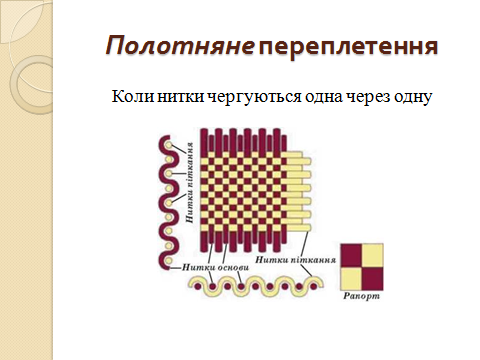 Полотняне переплетення
Коли нитки чергуються одна через одну
Нитки піткання
Нитки основи
Нитки піткання
Рапорт